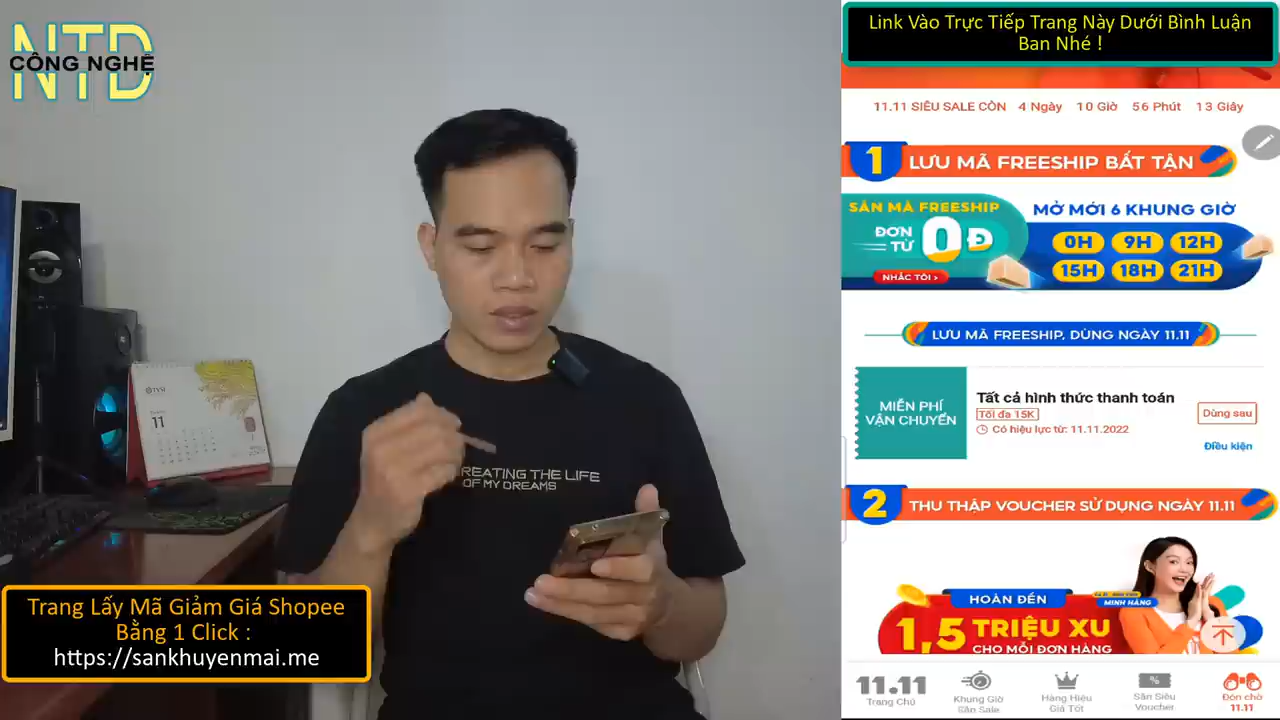 NTD
CÔNG NGHỆ
11
CREATING THE LIFE
OF MY DREAMS
Trang Lấy Mã Giảm Giá Shopee
Bằng 1 Click :
https://sankhuyenmai.me
Link Vào Trực Tiếp Trang Này Dưới Bình Luận
Ban Nhé !
11.11 SIÊU SALE CÒN 4 Ngày 10 Giờ 56 Phút 13 Giây
1 LƯU MÃ FREESHIP BẤT TẬN
SĂN MÃ FREESHIP
ĐƠN TỪ 0Đ
NHẮC TÔI >
MỞ MỚI 6 KHUNG GIỜ
0H 9H 12H
15H 18H 21H
LƯU MÃ FREESHIP, DÙNG NGÀY 11.11
MIỄN PHÍ
VẬN CHUYỂN
Tất cả hình thức thanh toán
Tối đa 15K
Có hiệu lực từ: 11.11.2022
Dùng sau
Điều kiện
2 THU THẬP VOUCHER SỬ DỤNG NGÀY 11.11
HOÀN ĐẾN
MINH HẰNG
1,5 TRIỆU XU
CHO MỖI ĐƠN HÀNG
11.11
Trang Chủ
Khung Giờ
Săn Sale
Hàng Hiệu
Giá Tốt
Săn Siêu
Voucher
Đón chờ
11.11